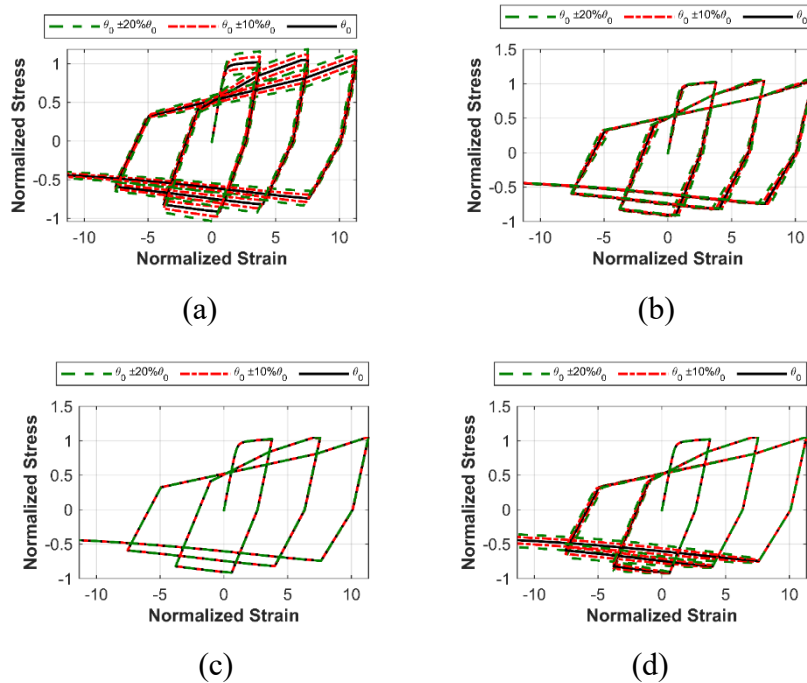 θ₀ ±20%θ₀ θ₀ ±10%θ₀ θ₀
1
0.5
0
-0.5
-1
Normalized Stress
-10 -5 0 5 10
Normalized Strain
(a)
θ₀ ±20%θ₀ θ₀ ±10%θ₀ θ₀
1.5
1
0.5
0
-0.5
-1
Normalized Stress
-10 -5 0 5 10
Normalized Strain
(b)
θ₀ ±20%θ₀ θ₀ ±10%θ₀ θ₀
1.5
1
0.5
0
-0.5
-1
Normalized Stress
-10 -5 0 5 10
Normalized Strain
(c)
θ₀ ±20%θ₀ θ₀ ±10%θ₀ θ₀
1.5
1
0.5
0
-0.5
-1
Normalized Stress
-10 -5 0 5 10
Normalized Strain
(d)